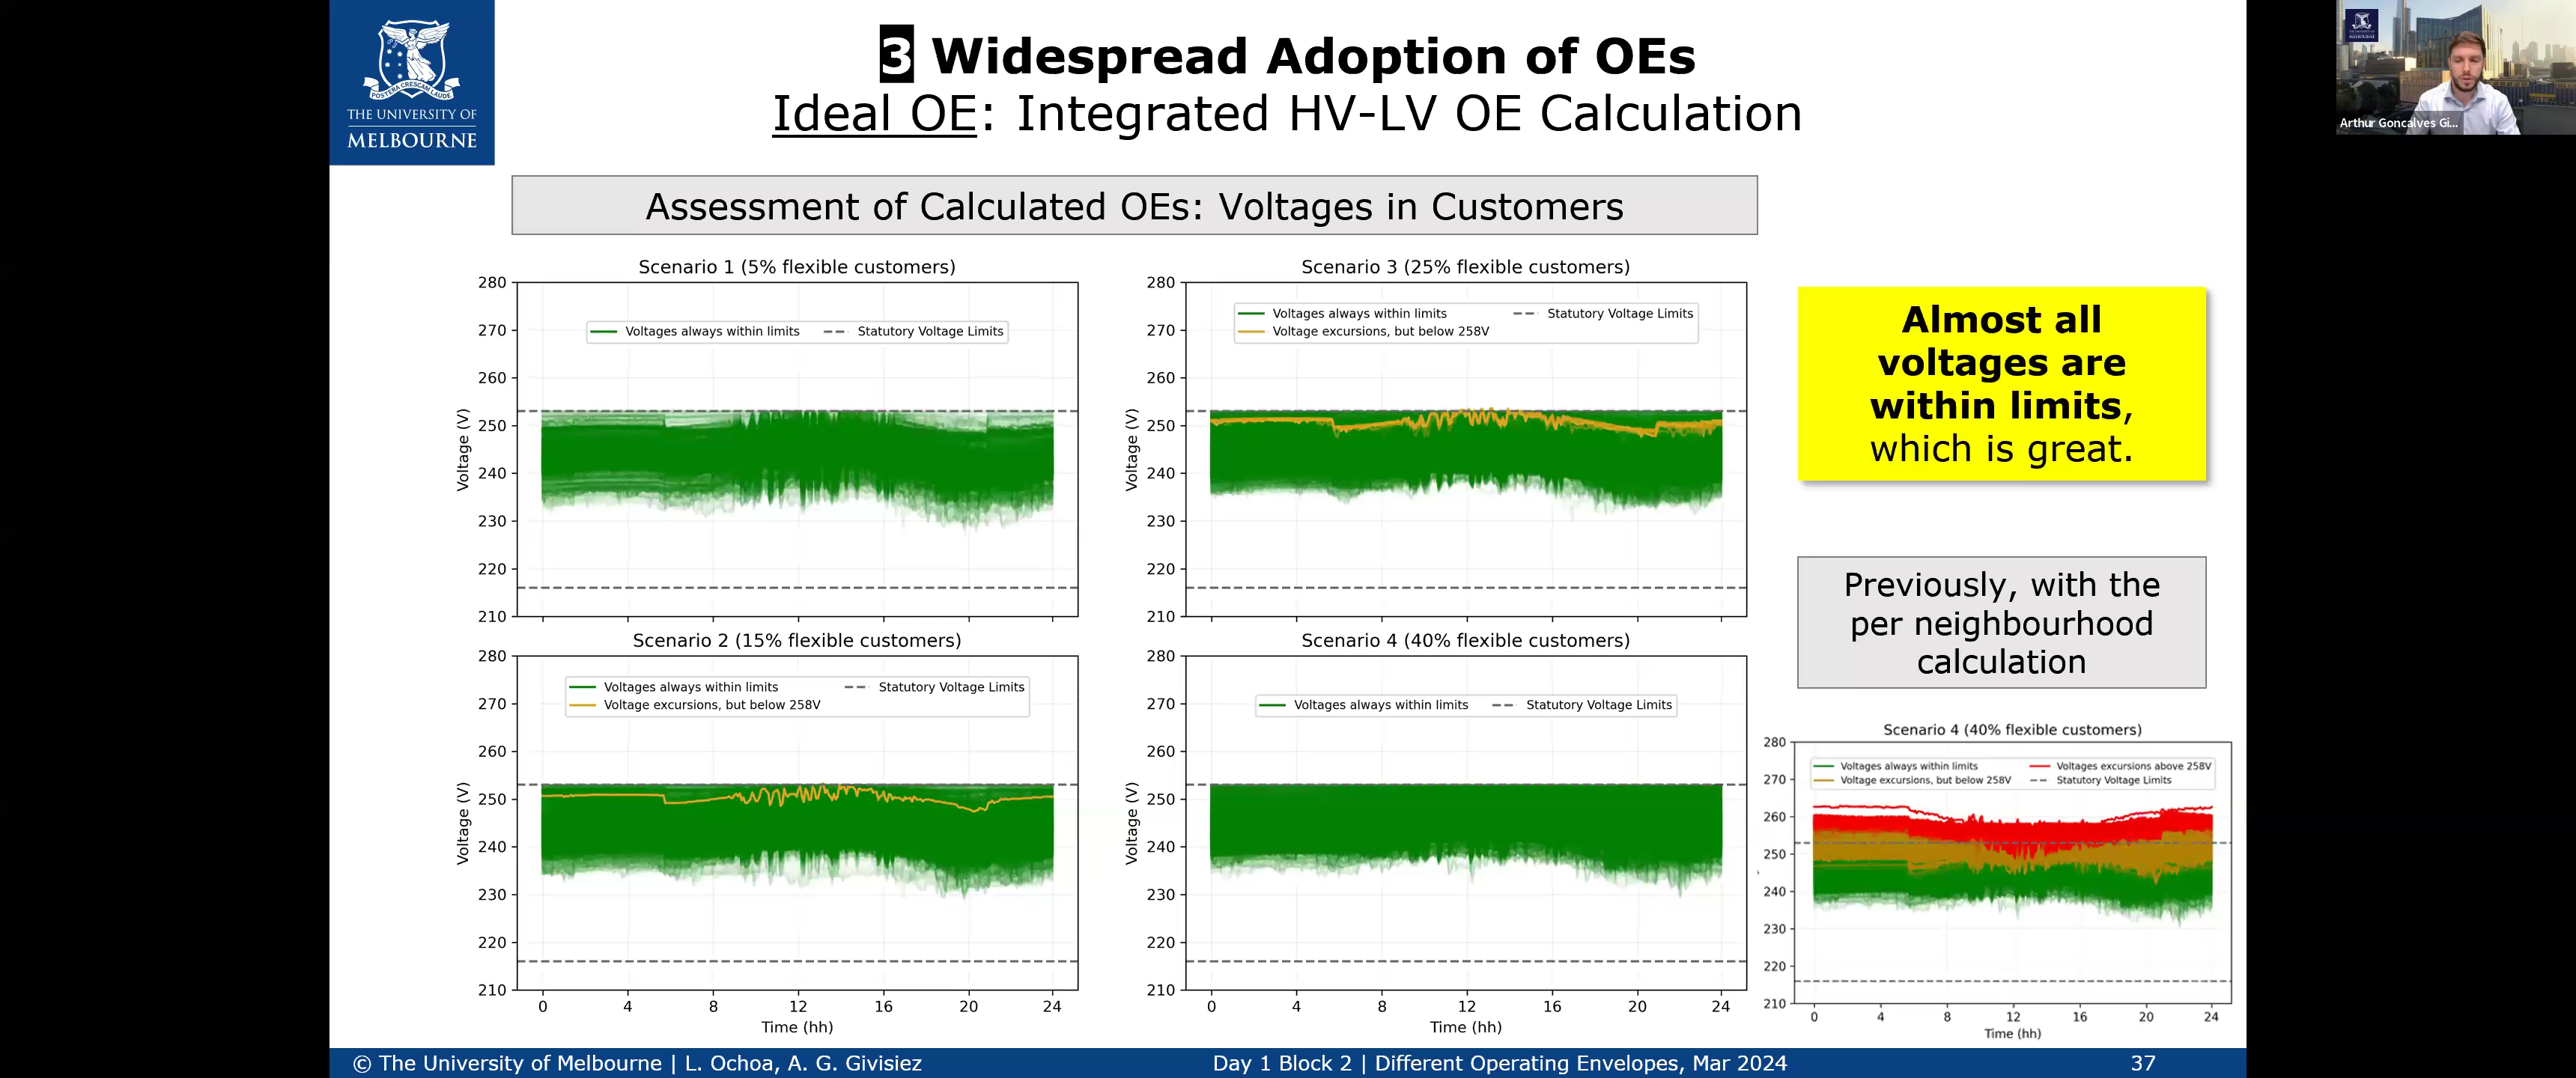 THE UNIVERSITY OF
MELBOURNE
POSTERA CRESCAM LAUDE
3 Widespread Adoption of OEs
Ideal OE: Integrated HV-LV OE Calculation
Arthur Goncalves Gi...
Assessment of Calculated OEs: Voltages in Customers
Scenario 1 (5% flexible customers)
Voltages always within limits
Statutory Voltage Limits
280
270
260
250
240
230
220
210
Voltage (V)
Scenario 3 (25% flexible customers)
Voltages always within limits
Statutory Voltage Limits
Voltage excursions, but below 258V
280
270
260
250
240
230
220
210
Voltage (V)
Almost all
voltages are
within limits,
which is great.
Scenario 2 (15% flexible customers)
Voltages always within limits
Statutory Voltage Limits
Voltage excursions, but below 258V
280
270
260
250
240
230
220
210
Voltage (V)
0 4 8 12 16 20 24
Time (hh)
Scenario 4 (40% flexible customers)
Voltages always within limits
Statutory Voltage Limits
280
270
260
250
240
230
220
210
Voltage (V)
0 4 8 12 16 20 24
Time (hh)
Previously, with the
per neighbourhood
calculation
Scenario 4 (40% flexible customers)
Voltages always within limits
Voltages excursions above 258V
Voltage excursions, but below 258V
Statutory Voltage Limits
280
270
260
250
240
230
220
210
0 4 8 12 16 20 24
Time (hh)
© The University of Melbourne | L. Ochoa, A. G. Givisiez
Day 1 Block 2 | Different Operating Envelopes, Mar 2024
37